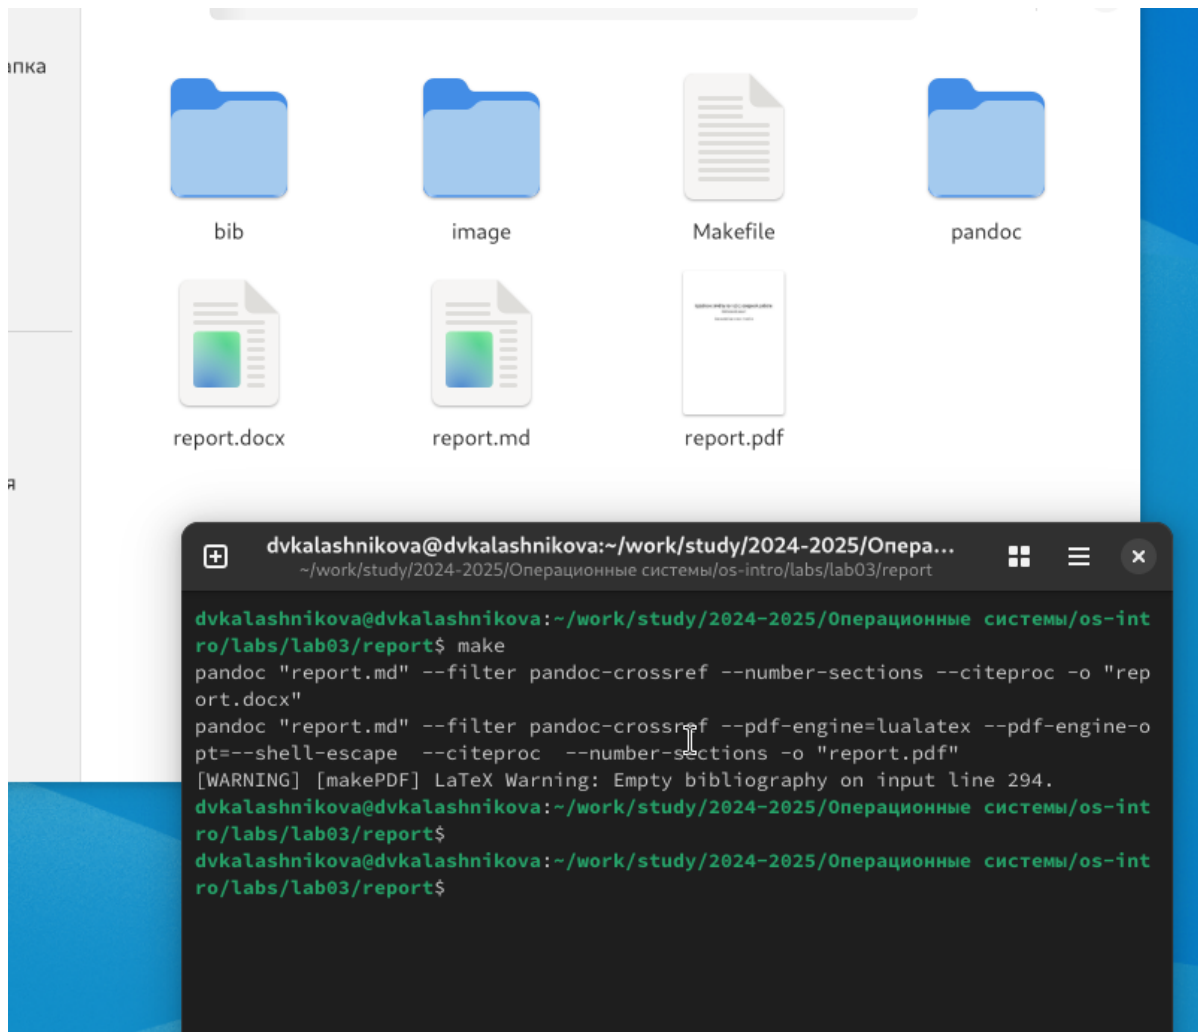 bib
image
Makefile
pandoc
report.docx
report.md
report.pdf
dvkalashnikova@dvkalashnikova:~/work/study/2024-2025/Опера...
~/work/study/2024-2025/Операционные системы/os-intro/labs/lab03/report
dvkalashnikova@dvkalashnikova:~/work/study/2024-2025/Операционные системы/os-int
ro/labs/lab03/report$ make
pandoc "report.md" --filter pandoc-crossref --number-sections --citeproc -o "rep
ort.docx"
pandoc "report.md" --filter pandoc-crossref --pdf-engine=lualatex --pdf-engine-o
pt=--shell-escape  --citeproc  --number-sections -o "report.pdf"
[WARNING] [makePDF] LaTeX Warning: Empty bibliography on input line 294.
dvkalashnikova@dvkalashnikova:~/work/study/2024-2025/Операционные системы/os-int
ro/labs/lab03/report$
dvkalashnikova@dvkalashnikova:~/work/study/2024-2025/Операционные системы/os-int
ro/labs/lab03/report$